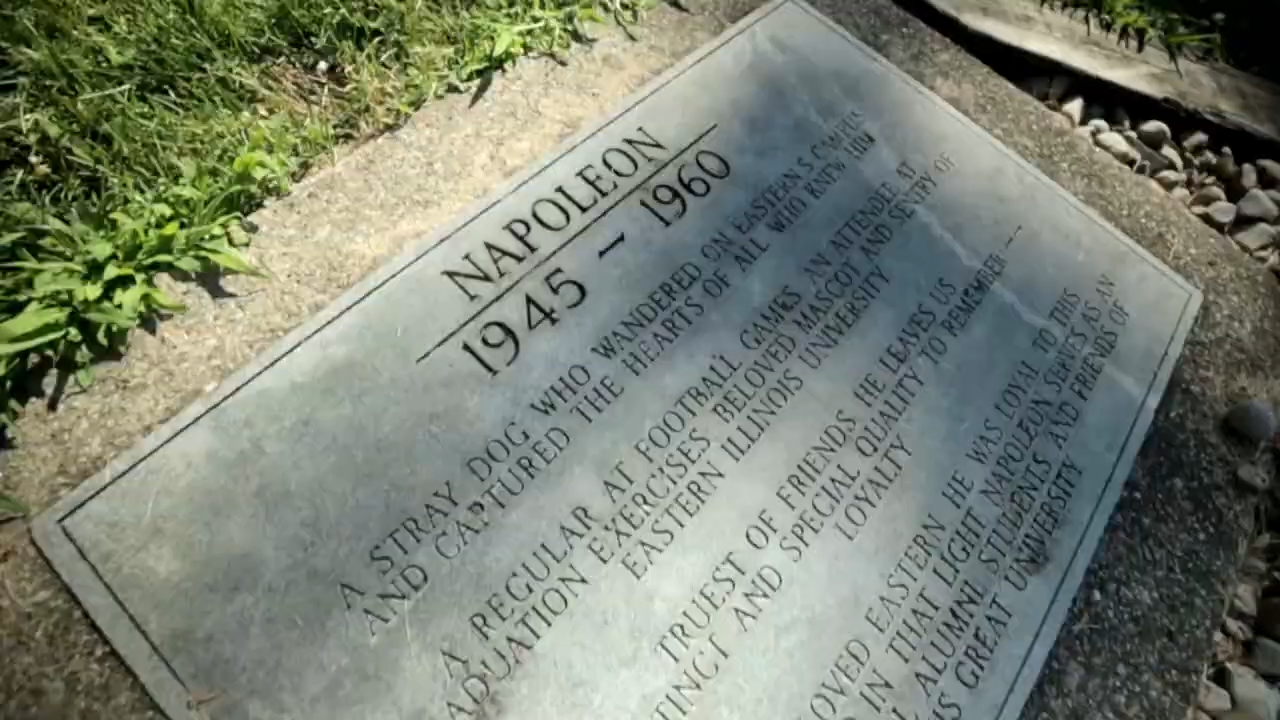 NAPOLEON
1945 - 1960
A STRAY DOG WHO WANDERED ON EASTERN'S CAMPUS
AND CAPTURED THE HEARTS OF ALL WHO KNEW HIM
A REGULAR AT FOOTBALL GAMES AN ATTENDEE AT
ADUATION EXERCISES BELOVED MASCOT AND SENTRY OF
EASTERN ILLINOIS UNIVERSITY
TRUEST OF FRIENDS HE LEAVES US
TINCT AND SPECIAL QUALITY TO REMEMBER ---
LOYALTY
OVED EASTERN HE WAS LOYAL TO THIS
IN THAT LIGHT NAPOLEON SERVES AS AN
ALUMNI STUDENTS AND FRIENDS OF
IS GREAT UNIVERSITY